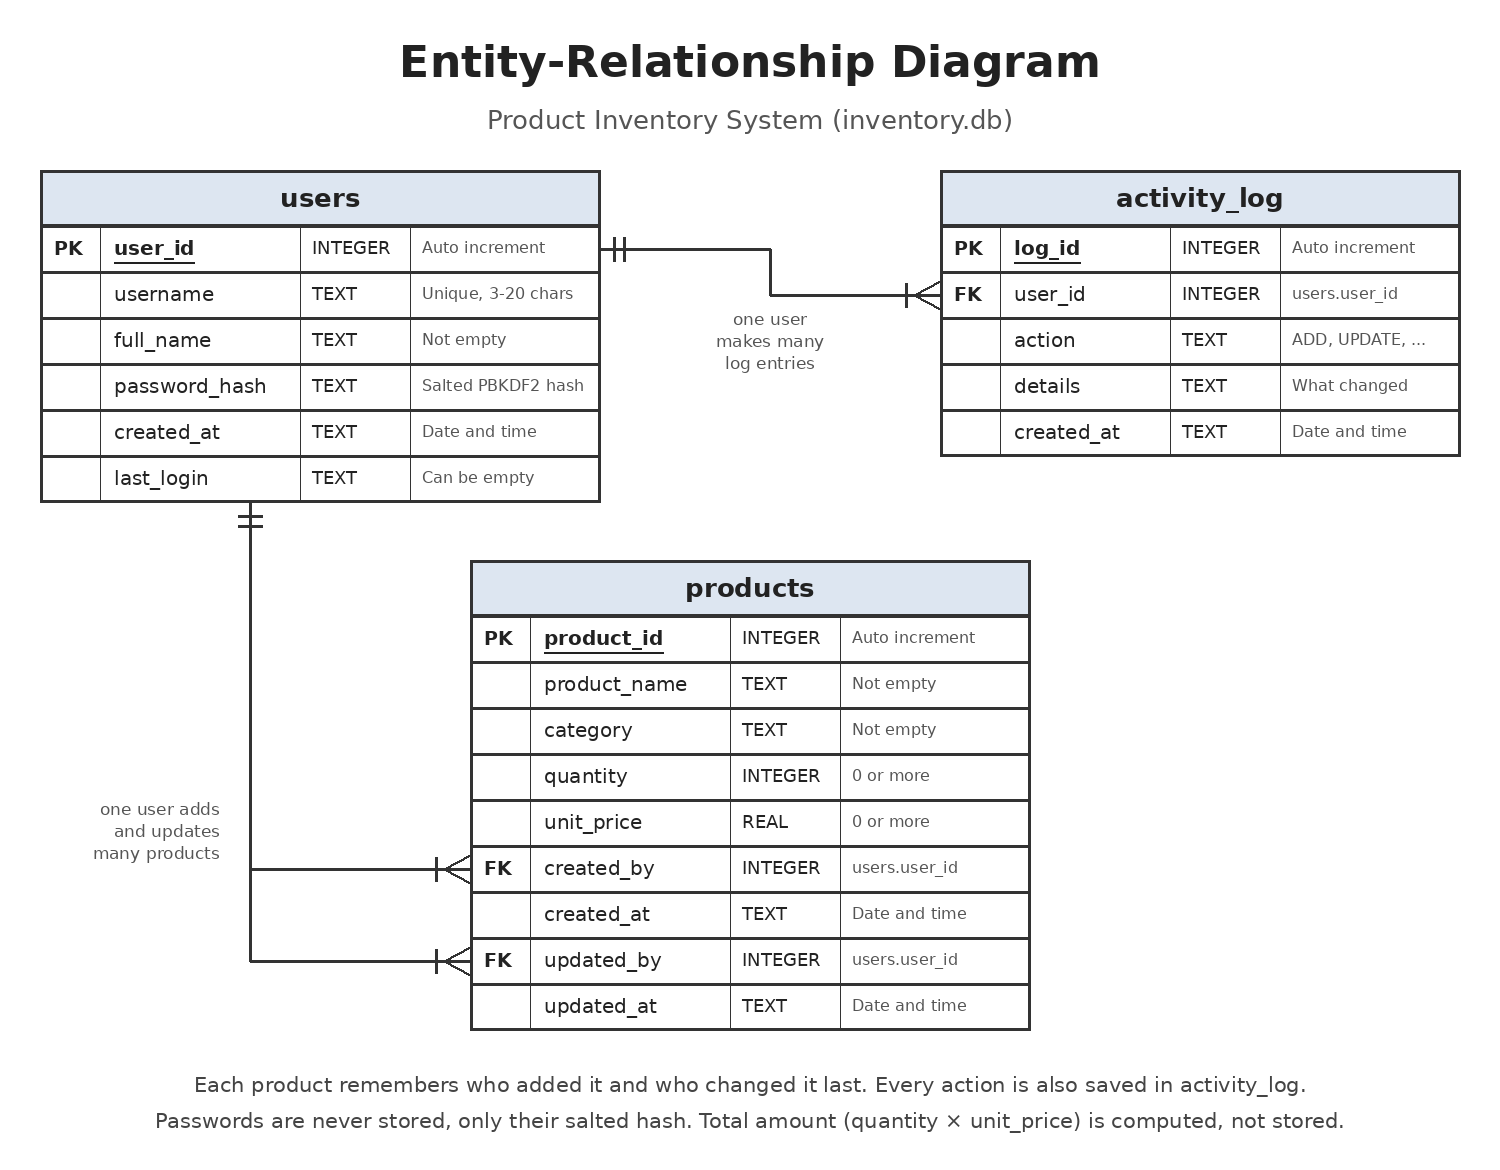 Entity-Relationship Diagram
Product Inventory System (inventory.db)
users
PK user_id INTEGER Auto increment
username TEXT Unique, 3-20 chars
full_name TEXT Not empty
password_hash TEXT Salted PBKDF2 hash
created_at TEXT Date and time
last_login TEXT Can be empty
one user
makes many
log entries
activity_log
PK log_id INTEGER Auto increment
FK user_id INTEGER users.user_id
action TEXT ADD, UPDATE, ...
details TEXT What changed
created_at TEXT Date and time
one user adds
and updates
many products
products
PK product_id INTEGER Auto increment
product_name TEXT Not empty
category TEXT Not empty
quantity INTEGER 0 or more
unit_price REAL 0 or more
FK created_by INTEGER users.user_id
created_at TEXT Date and time
FK updated_by INTEGER users.user_id
updated_at TEXT Date and time
Each product remembers who added it and who changed it last. Every action is also saved in activity_log.
Passwords are never stored, only their salted hash. Total amount (quantity × unit_price) is computed, not stored.